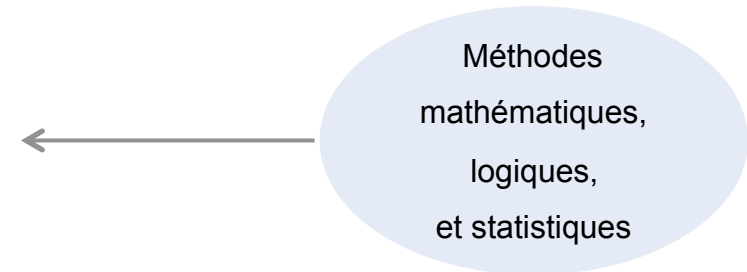 Méthodes
mathématiques,
logiques,
et statistiques